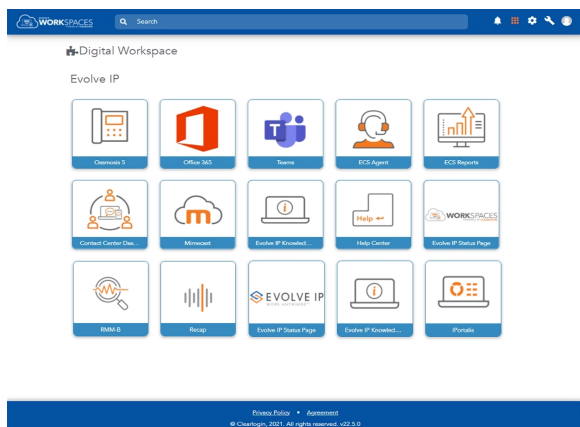 WORKSPACES
Search
Digital Workspace
Evolve IP
Osmosis 5
Office 365
Teams
ECS Agent
ECS Reports
Contact Center Das...
Mimecast
Evolve IP Knowled...
Help
Help Center
WORKSPACES
Evolve IP Status Page
RMM-B
Recap
EVOLVE IP
WORK ANYWHERE
Evolve IP Status Page
Evolve IP Knowled...
IPortalis
Privacy Policy • Agreement
© Clearlogin, 2021. All rights reserved. v22.5.0